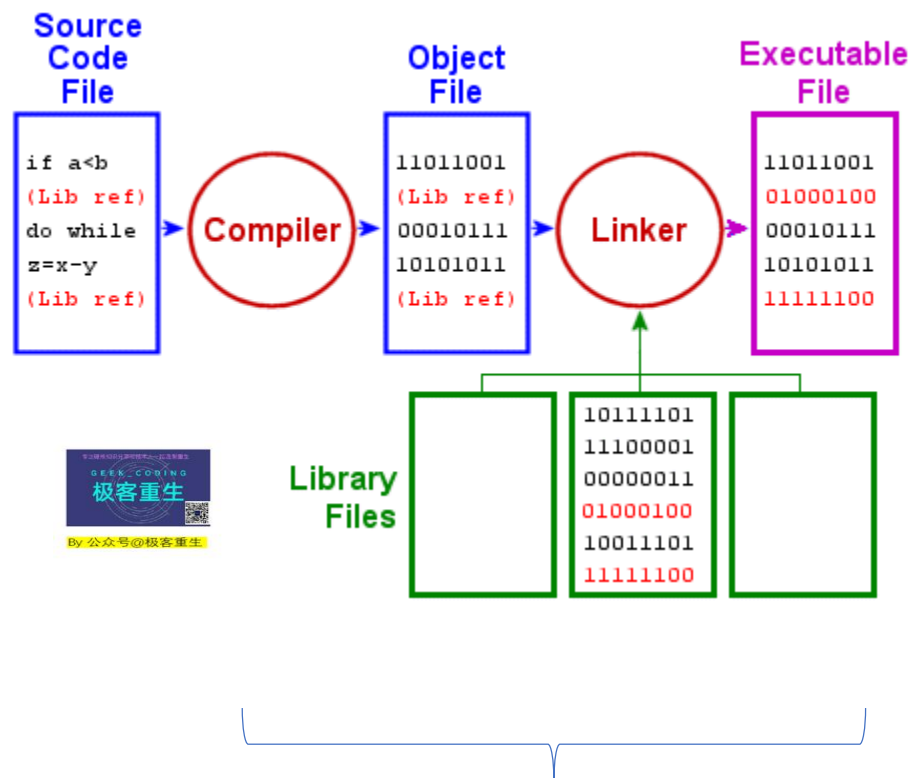 Source
Code
File
if a<b
(Lib ref)
do while
z=x-y
(Lib ref)
Compiler
Object
File
11011001
(Lib ref)
00010111
10101011
(Lib ref)
Linker
Executable
File
11011001
01000100
00010111
10101011
11111100
Library
Files
10111101
11100001
00000011
01000100
10011101
11111100
GEEK CODING
极客重生
By 公众号@极客重生